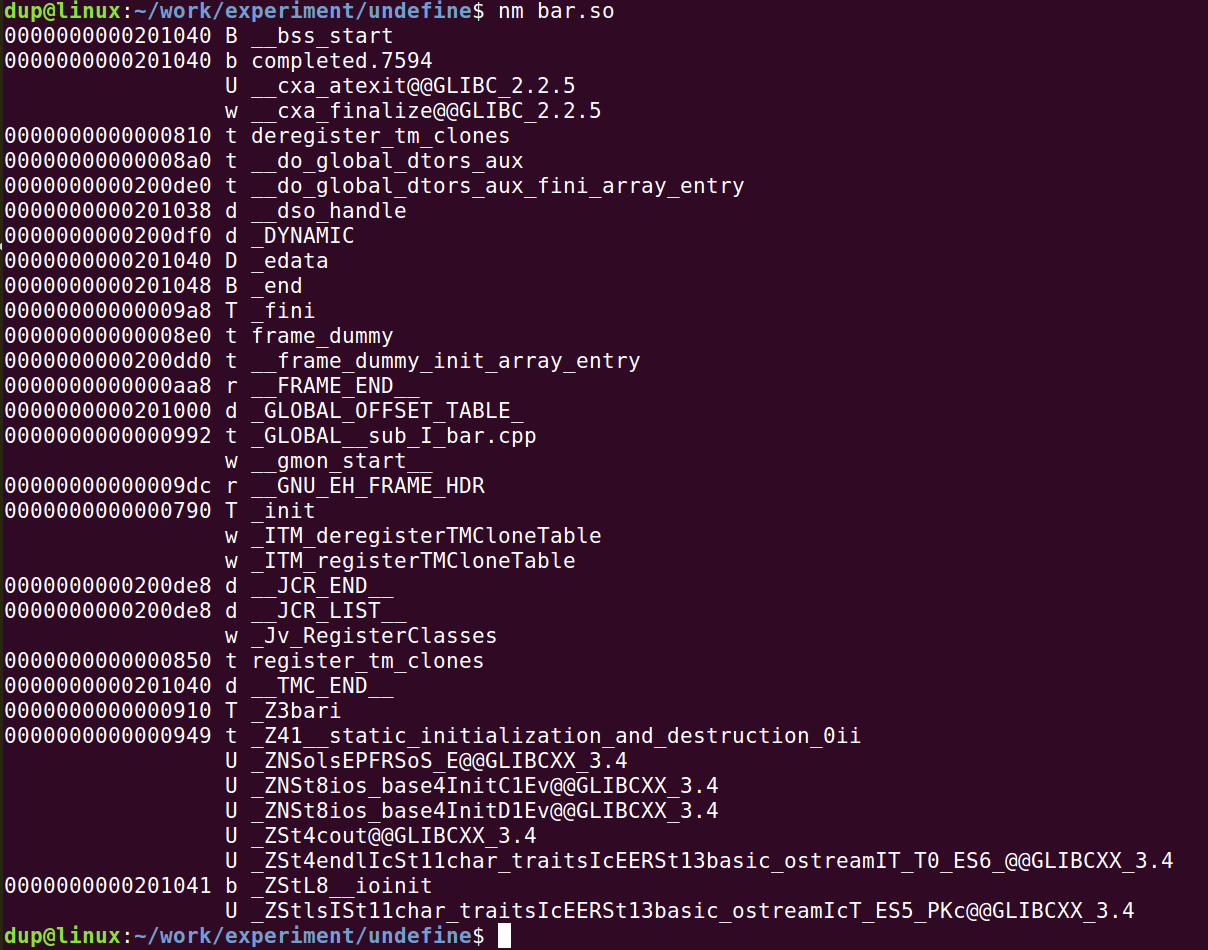 dup@linux:~/work/experiment/undefine$ nm bar.so
0000000000201040 B __bss_start
0000000000201040 b completed.7594
                 U __cxa_atexit@@GLIBC_2.2.5
                 w __cxa_finalize@@GLIBC_2.2.5
0000000000000810 t deregister_tm_clones
00000000000008a0 t __do_global_dtors_aux
0000000000200de0 t __do_global_dtors_aux_fini_array_entry
0000000000201038 d __dso_handle
0000000000200df0 d _DYNAMIC
0000000000201040 D _edata
0000000000201048 B _end
00000000000009a8 T _fini
00000000000008e0 t frame_dummy
0000000000200dd0 t __frame_dummy_init_array_entry
0000000000000aa8 r __FRAME_END__
0000000000201000 d _GLOBAL_OFFSET_TABLE_
0000000000000992 t _GLOBAL__sub_I_bar.cpp
                 w __gmon_start__
00000000000009dc r __GNU_EH_FRAME_HDR
0000000000000790 T _init
                 w _ITM_deregisterTMCloneTable
                 w _ITM_registerTMCloneTable
0000000000200de8 d __JCR_END__
0000000000200de8 d __JCR_LIST__
                 w _Jv_RegisterClasses
0000000000000850 t register_tm_clones
0000000000201040 d __TMC_END__
0000000000000910 T _Z3bari
0000000000000949 t _Z41__static_initialization_and_destruction_0ii
                 U _ZNSolsEPFRSoS_E@@GLIBCXX_3.4
                 U _ZNSt8ios_base4InitC1Ev@@GLIBCXX_3.4
                 U _ZNSt8ios_base4InitD1Ev@@GLIBCXX_3.4
                 U _ZSt4cout@@GLIBCXX_3.4
                 U _ZSt4endlIcSt11char_traitsIcEERSt13basic_ostreamIT_T0_ES6_@@GLIBCXX_3.4
0000000000201041 b _ZStL8__ioinit
                 U _ZStlsISt11char_traitsIcEERSt13basic_ostreamIcT_ES5_PKc@@GLIBCXX_3.4
dup@linux:~/work/experiment/undefine$